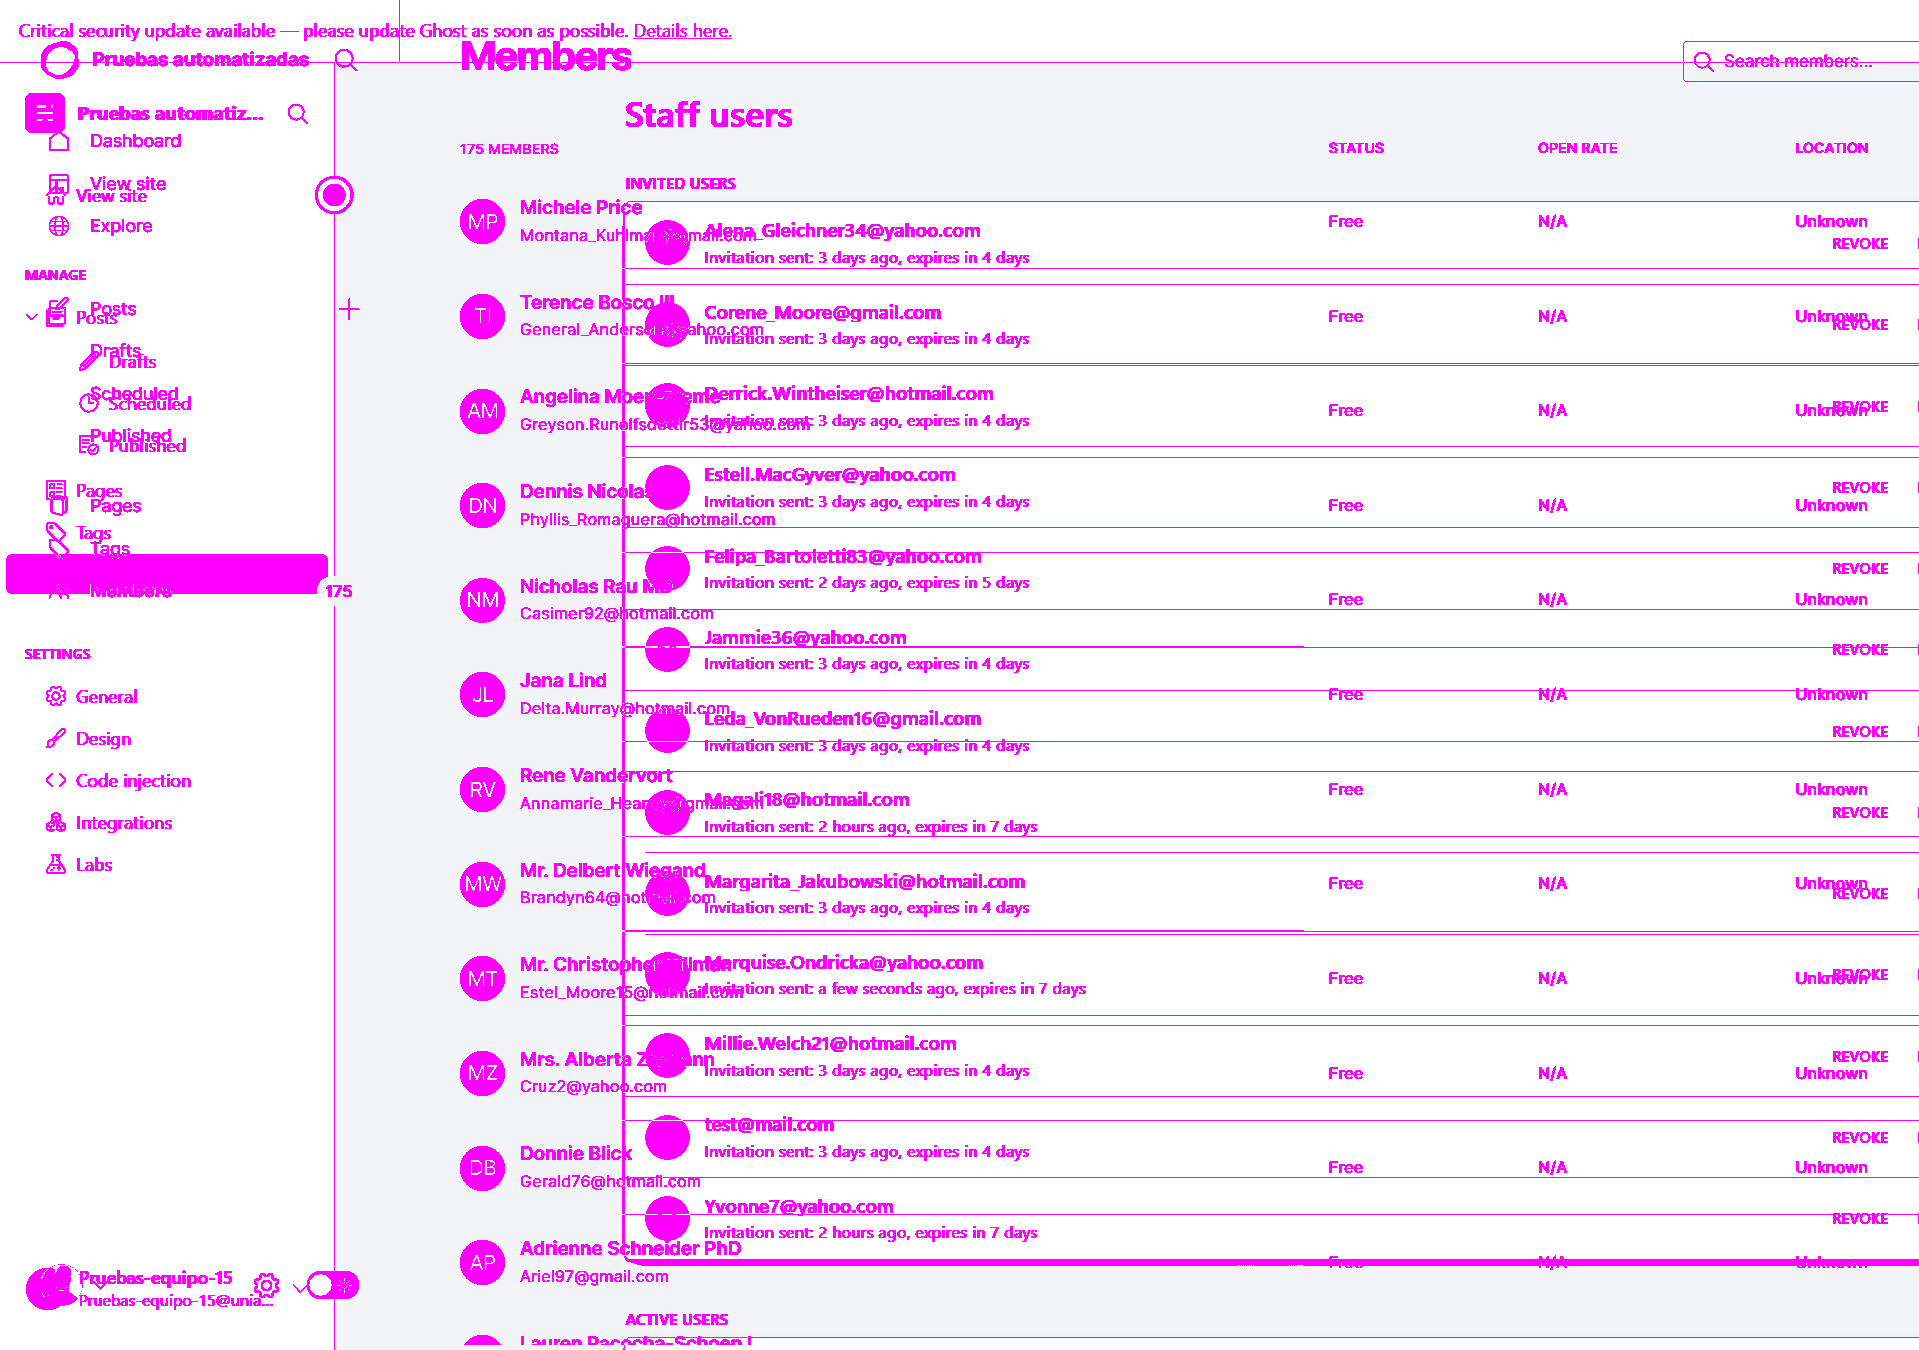 Critical security update available — please update Ghost as soon as possible. Details here.
Pruebas automatizadas
Members
Search members...
Pruebas automatiz...
Staff users
Dashboard
175 MEMBERS
STATUS
OPEN RATE
LOCATION
View site
View site
INVITED USERS
Explore
Michele Price
Free
N/A
Unknown
Alena_Gleichner34@yahoo.com
REVOKE
Invitation sent: 3 days ago, expires in 4 days
MP
MANAGE
Posts
Posts
Terence Bosco III
General_Anderson@yahoo.com
TI
Corene_Moore@gmail.com
Invitation sent: 3 days ago, expires in 4 days
Free
N/A
Unknown
REVOKE
Drafts
Drafts
Scheduled
Scheduled
Published
Published
AM
Angelina
Derrick.Wintheiser@hotmail.com
Invitation sent: 3 days ago, expires in 4 days
Free
N/A
Unknown
REVOKE
Pages
Pages
Tags
Tags
DN
Dennis Nicolas
Phyllis_Romaguera@hotmail.com
Estell.MacGyver@yahoo.com
Invitation sent: 3 days ago, expires in 4 days
Free
N/A
Unknown
REVOKE
Members
175
NM
Nicholas Rau
Casimer92@hotmail.com
Felipa_Bartoletti83@yahoo.com
Invitation sent: 2 days ago, expires in 5 days
Free
N/A
Unknown
REVOKE
Jammie36@yahoo.com
Invitation sent: 3 days ago, expires in 4 days
REVOKE
SETTINGS
General
Design
Code injection
Integrations
Labs
JL
Jana Lind
Delta.Murray@hotmail.com
Free
N/A
Unknown
Leda_VonRueden16@gmail.com
Invitation sent: 3 days ago, expires in 4 days
REVOKE
RV
Rene Vandervort
Free
N/A
Unknown
Magali18@hotmail.com
Invitation sent: 2 hours ago, expires in 7 days
REVOKE
MW
Mr. Delbert Wiegand
Brandyn64@hotmail.com
Free
N/A
Unknown
Margarita_Jakubowski@hotmail.com
Invitation sent: 3 days ago, expires in 4 days
REVOKE
MT
Mr. Christopher
Estel_Moore15@hotmail.com
Free
N/A
Unknown
Marquise.Ondricka@yahoo.com
Invitation sent: a few seconds ago, expires in 7 days
REVOKE
MZ
Mrs. Alberta
Cruz2@yahoo.com
Free
N/A
Unknown
Millie.Welch21@hotmail.com
Invitation sent: 3 days ago, expires in 4 days
REVOKE
DB
Donnie Blick
Gerald76@hotmail.com
Free
N/A
Unknown
test@mail.com
Invitation sent: 3 days ago, expires in 4 days
REVOKE
Yvonne7@yahoo.com
Invitation sent: 2 hours ago, expires in 7 days
REVOKE
AP
Adrienne Schneider PhD
Ariel97@gmail.com
Free
N/A
Unknown
Pruebas-equipo-15
Pruebas-equipo-15@unia...
ACTIVE USERS
Lauren Pacocha-Schoen I